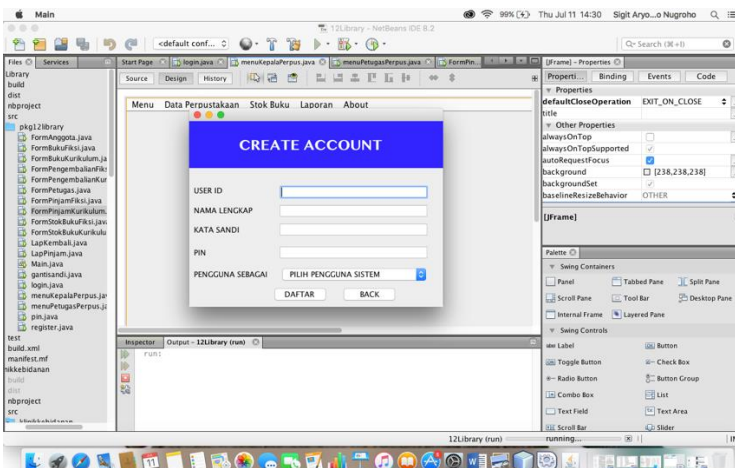 Main
99%
Thu Jul 11 14:30
Sigit Aryo...o Nugroho
12Library - NetBeans IDE 8.2
<default conf...
Search (⌘+I)
Files
Services
Start Page
login.java
menuKepalaPerpus.java
menuPetugasPerpus.java
FormPin...
[JFrame] - Properties
Source
Design
History
Properti...
Binding
Events
Code
Library
build
dist
nbproject
src
pkg12library
FormAnggota.java
FormBukuFiksi.java
FormBukuKurikulum.ja
FormPengembalianFik
FormPengembalianKur
FormPetugas.java
FormPinjamFiksi.java
FormPinjamKurikulum.
FormStokBukuFiksi.jav
FormStokBukuKurikulu
LapKembali.java
LapPinjam.java
Main.java
gantisandi.java
login.java
menuKepalaPerpus.jav
menuPetugasPerpus.ja
pin.java
register.java
test
build.xml
manifest.mf
nikkebidanan
build
dist
nbproject
src
klinikkebidanan
Menu
Data Perpustakaan
Stok Buku
Laporan
About
CREATE ACCOUNT
USER ID
NAMA LENGKAP
KATA SANDI
PIN
PENGGUNA SEBAGAI
PILIH PENGGUNA SISTEM
DAFTAR
BACK
Properties
defaultCloseOperation
EXIT_ON_CLOSE
title
Other Properties
alwaysOnTop
alwaysOnTopSupported
autoRequestFocus
background
[238,238,238]
backgroundSet
baselineResizeBehavior
OTHER
[JFrame]
Palette
Swing Containers
Panel
Tabbed Pane
Split Pane
Scroll Pane
Tool Bar
Desktop Pane
Internal Frame
Layered Pane
Swing Controls
Label
Button
Toggle Button
Check Box
Radio Button
Button Group
Combo Box
List
Text Field
Text Area
Scroll Bar
Slider
Inspector
Output - 12Library (run)
run:
12Library (run)
running...